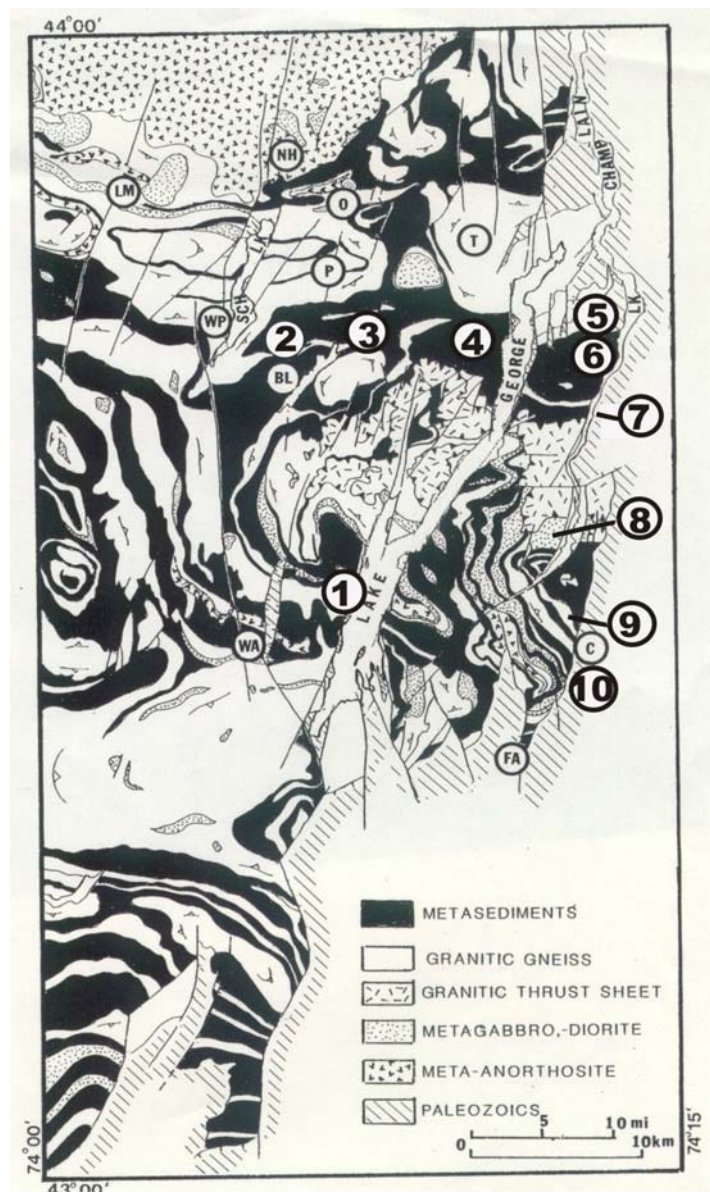 44°00′
CHAMP LAIN
NH
LM
O
T
P
SCH LK
WP
LK
5
2
3
4
6
BL
GEORGE
7
8
1
LAKE
9
WA
C
10
FA
METASEDIMENTS
GRANITIC GNEISS
GRANITIC THRUST SHEET
METAGABBRO,-DIORITE
META-ANORTHOSITE
PALEOZOICS
5 10 mi
0 10km
74°00′
74°15′
43°00′